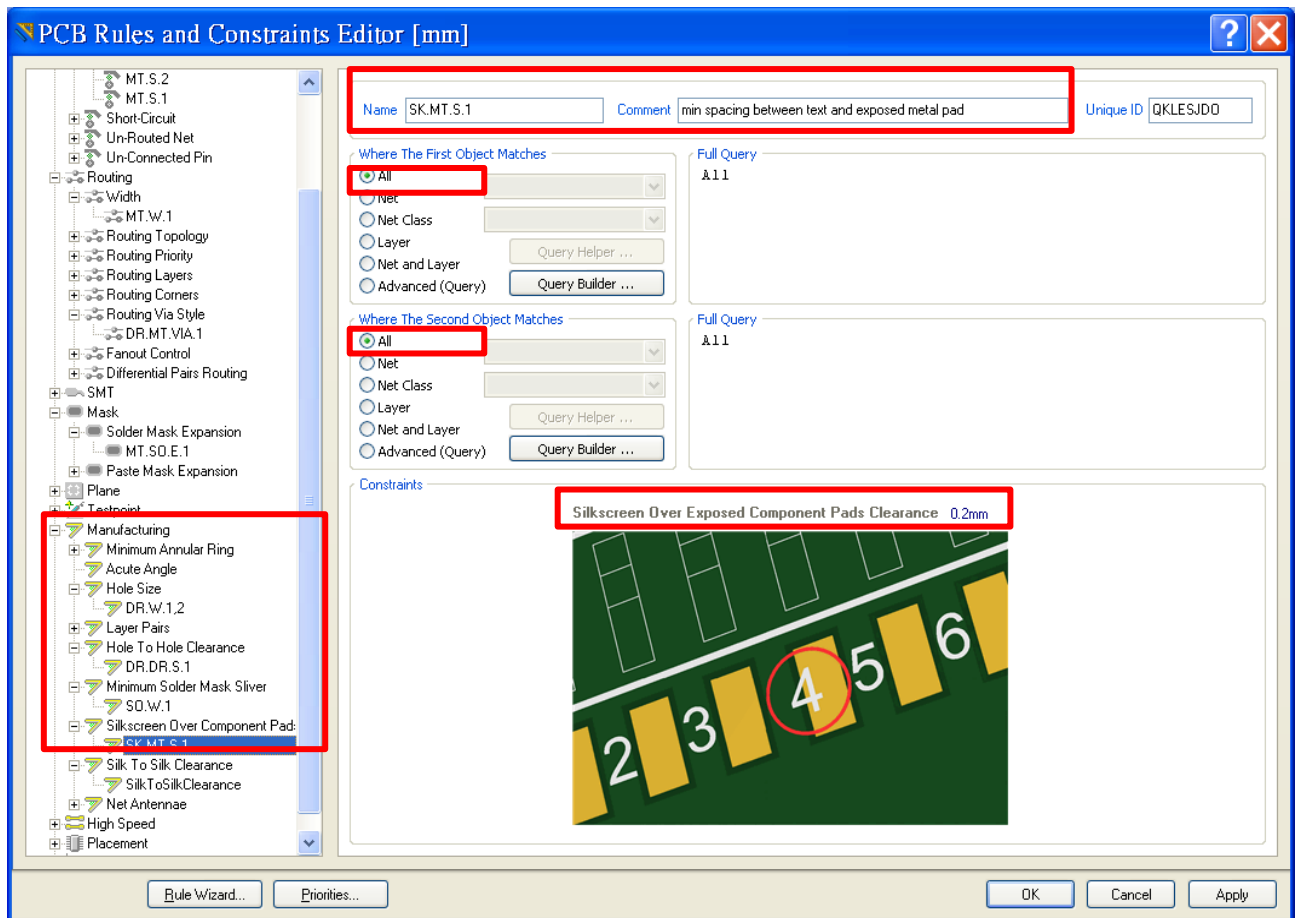 PCB Rules and Constraints Editor [mm]
MT.S.2
MT.S.1
Short-Circuit
Un-Routed Net
Un-Connected Pin
Routing
Width
MT.W.1
Routing Topology
Routing Priority
Routing Layers
Routing Corners
Routing Via Style
DR.MT.VIA.1
Fanout Control
Differential Pairs Routing
SMT
Mask
Solder Mask Expansion
MT.SO.E.1
Paste Mask Expansion
Plane
Testpoint
Manufacturing
Minimum Annular Ring
Acute Angle
Hole Size
DR.W.1,2
Layer Pairs
Hole To Hole Clearance
DR.DR.S.1
Minimum Solder Mask Sliver
SO.W.1
Silkscreen Over Component Pad:
SK.MT.S.1
Silk To Silk Clearance
SilkToSilkClearance
Net Antennae
High Speed
Placement
Name SK.MT.S.1 Comment min spacing between text and exposed metal pad Unique ID QKLESJDO
Where The First Object Matches
All
Net
Net Class
Layer
Net and Layer
Advanced (Query)
Query Helper ...
Query Builder ...
Full Query
All
Where The Second Object Matches
All
Net
Net Class
Layer
Net and Layer
Advanced (Query)
Query Helper ...
Query Builder ...
Full Query
All
Constraints
Silkscreen Over Exposed Component Pads Clearance 0.2mm
2 3 4 5 6
Rule Wizard... Priorities... OK Cancel Apply